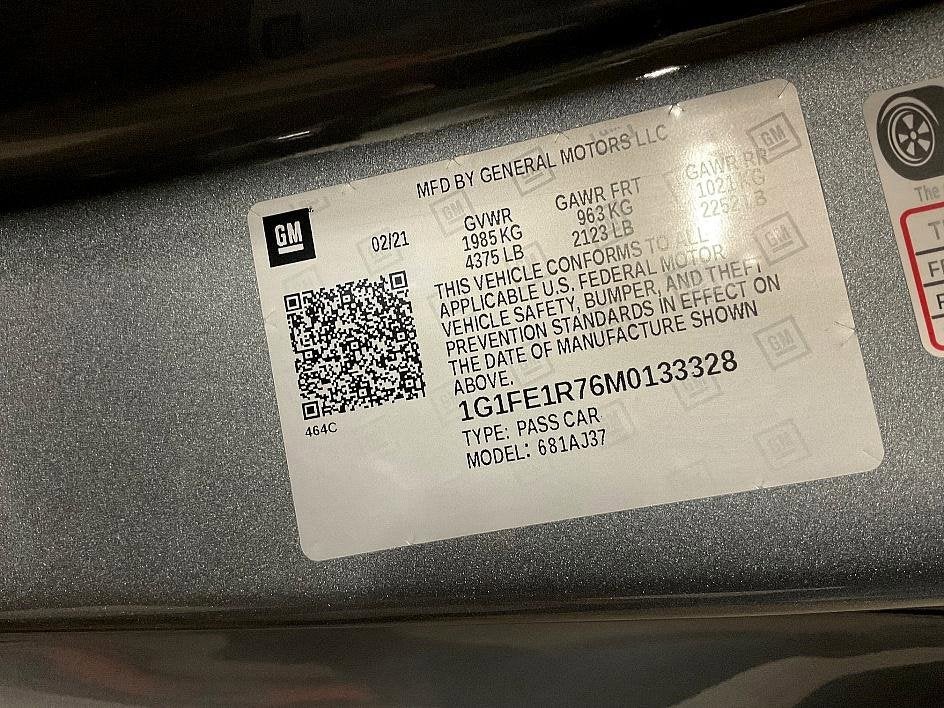 MFD BY GENERAL MOTORS LLC
GM
02/21
GVWR GAWR FRT GAWR RR
1985 KG 963 KG 1021 KG
4375 LB 2123 LB 2252 LB
THIS VEHICLE CONFORMS TO ALL
APPLICABLE U.S. FEDERAL MOTOR
VEHICLE SAFETY, BUMPER, AND THEFT
PREVENTION STANDARDS IN EFFECT ON
THE DATE OF MANUFACTURE SHOWN
ABOVE.
464C
1G1FE1R76M0133328
TYPE: PASS CAR
MODEL: 681AJ37
The